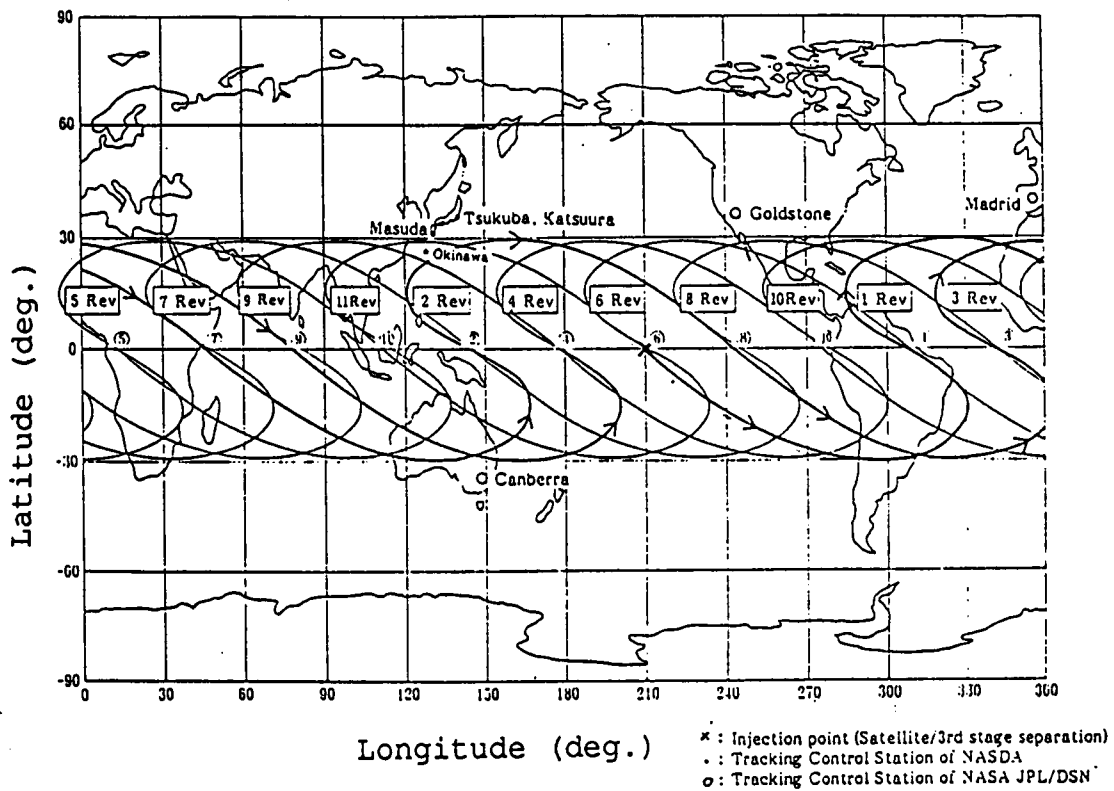 90
60
30
0
-30
-60
-90
Latitude (deg.)
Masuda
Tsukuba, Katsuura
Okinawa
Goldstone
Madrid
Canberra
5 Rev
7 Rev
9 Rev
11Rev
2 Rev
4 Rev
6 Rev
8 Rev
10Rev
1 Rev
3 Rev
0
30
60
90
120
150
180
210
240
270
300
330
360
Longitude (deg.)
× : Injection point (Satellite/3rd stage separation)
• : Tracking Control Station of NASDA
o : Tracking Control Station of NASA JPL/DSN